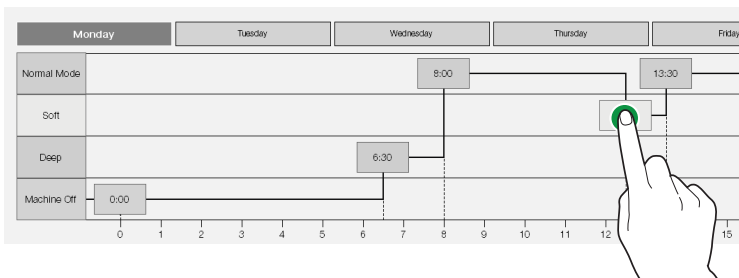 Monday Tuesday Wednesday Thursday Friday
Normal Mode 8:00 13:30
Soft
Deep 6:30
Machine Off 0:00
0 1 2 3 4 5 6 7 8 9 10 11 12 15